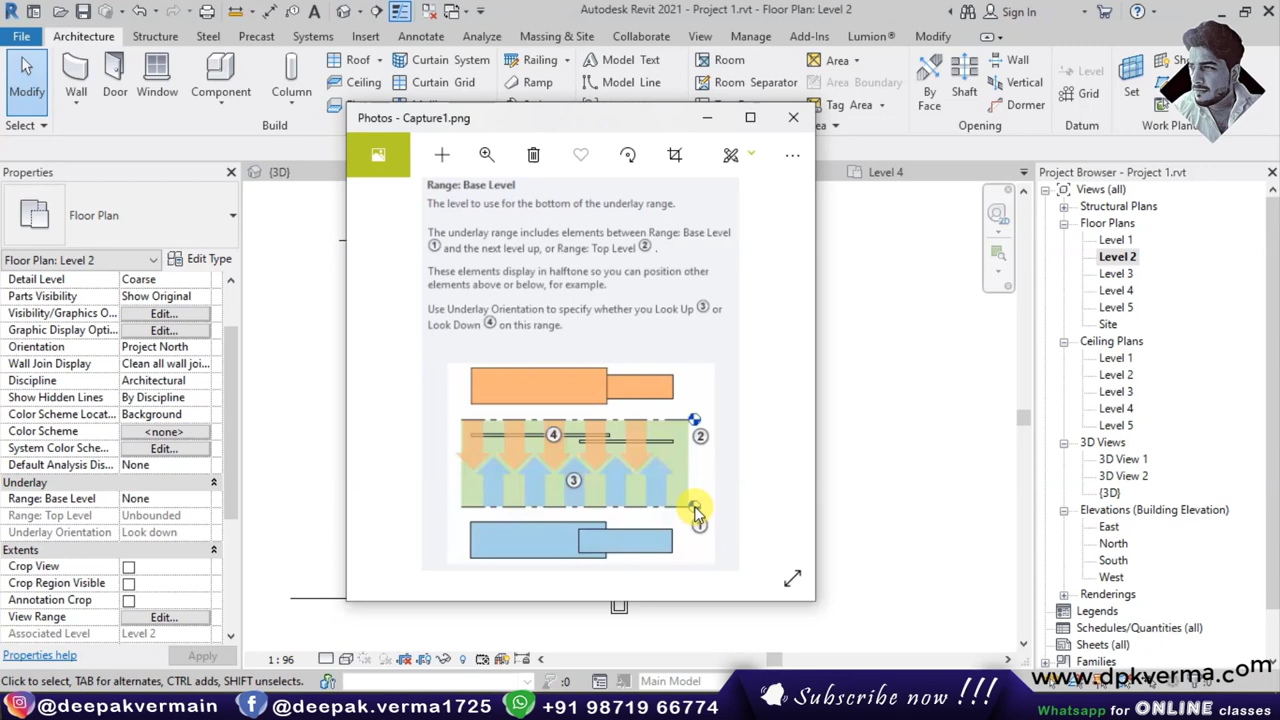 Autodesk Revit 2021 - Project 1.rvt - Floor Plan: Level 2
Sign In
File Architecture Structure Steel Precast Systems Insert Annotate Analyze Massing & Site Collaborate View Manage Add-Ins Lumion® Modify
Modify Wall Door Window Component Column
Roof
Ceiling
Curtain System
Curtain Grid
Railing
Ramp
Model Text
Model Line
Room
Room Separator
Area
Area Boundary
Tag Area
By Face
Shaft
Wall
Vertical
Dormer
Level
Grid
Set
Select
Build
Opening
Datum
Work Plane
Properties
{3D}
Level 4
Project Browser - Project 1.rvt
Floor Plan
Floor Plan: Level 2
Edit Type
Detail Level Coarse
Parts Visibility Show Original
Visibility/Graphics O... Edit...
Graphic Display Opti... Edit...
Orientation Project North
Wall Join Display Clean all wall joi...
Discipline Architectural
Show Hidden Lines By Discipline
Color Scheme Locat... Background
Color Scheme <none>
System Color Schem... Edit...
Default Analysis Dis... None
Underlay
Range: Base Level None
Range: Top Level Unbounded
Underlay Orientation Look down
Extents
Crop View
Crop Region Visible
Annotation Crop
View Range Edit...
Associated Level Level 2
Properties help
Apply
Photos - Capture1.png
Range: Base Level
The level to use for the bottom of the underlay range.
The underlay range includes elements between Range: Base Level
1 and the next level up, or Range: Top Level 2 .
These elements display in halftone so you can position other
elements above or below, for example.
Use Underlay Orientation to specify whether you Look Up 3 or
Look Down 4 on this range.
4
2
3
1
Views (all)
Structural Plans
Floor Plans
Level 1
Level 2
Level 3
Level 4
Level 5
Site
Ceiling Plans
Level 1
Level 2
Level 3
Level 4
Level 5
3D Views
3D View 1
3D View 2
{3D}
Elevations (Building Elevation)
East
North
South
West
Renderings
Legends
Schedules/Quantities (all)
Sheets (all)
Families
1 : 96
Click to select, TAB for alternates, CTRL adds, SHIFT unselects.
:0
Main Model
www.dpkverma.com
@deepak.verma
@deepak.verma1725
+91 98719 66774
Subscribe now !!!
Whatsapp for ONLINE classes